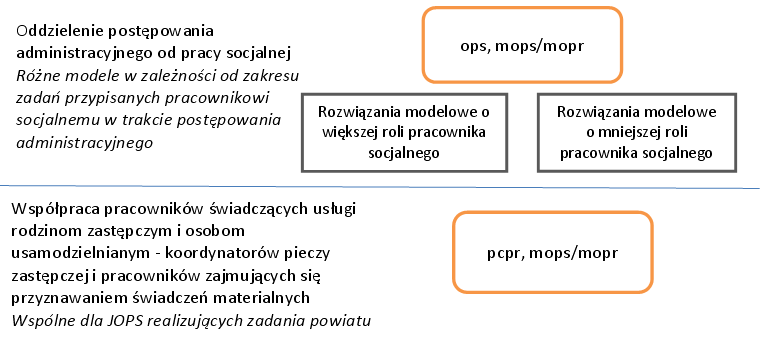 Oddzielenie postępowania
administracyjnego od pracy socjalnej
Różne modele w zależności od zakresu
zadań przypisanych pracownikowi
socjalnemu w trakcie postępowania
administracyjnego
ops, mops/mopr
Rozwiązania modelowe o
większej roli pracownika
socjalnego
Rozwiązania modelowe
o mniejszej roli
pracownika socjalnego
Współpraca pracowników świadczących usługi
rodzinom zastępczym i osobom
usamodzielnianym - koordynatorów pieczy
zastępczej i pracowników zajmujących się
przyznawaniem świadczeń materialnych
Wspólne dla JOPS realizujących zadania powiatu
pcpr, mops/mopr